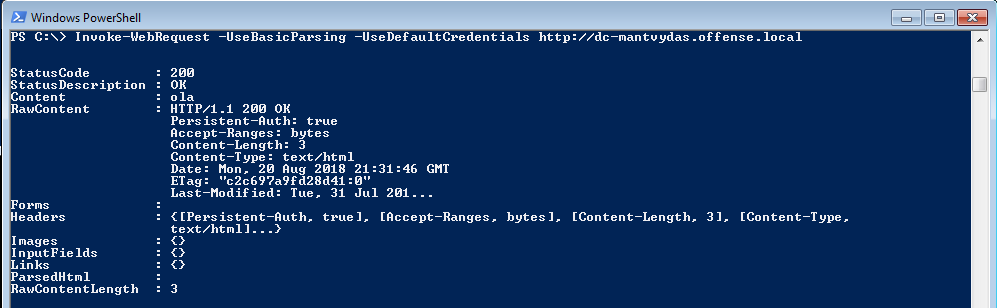 Windows PowerShell
PS C:\> Invoke-WebRequest -UseBasicParsing -UseDefaultCredentials http://dc-mantvydas.offense.local
StatusCode : 200
StatusDescription : OK
Content : ola
RawContent : HTTP/1.1 200 OK
Persistent-Auth: true
Accept-Ranges: bytes
Content-Length: 3
Content-Type: text/html
Date: Mon, 20 Aug 2018 21:31:46 GMT
ETag: "c2c697a9fd28d41:0"
Last-Modified: Tue, 31 Jul 201...
Forms :
Headers : {[Persistent-Auth, true], [Accept-Ranges, bytes], [Content-Length, 3], [Content-Type,
text/html]...}
Images : {}
InputFields : {}
Links : {}
ParsedHtml :
RawContentLength : 3